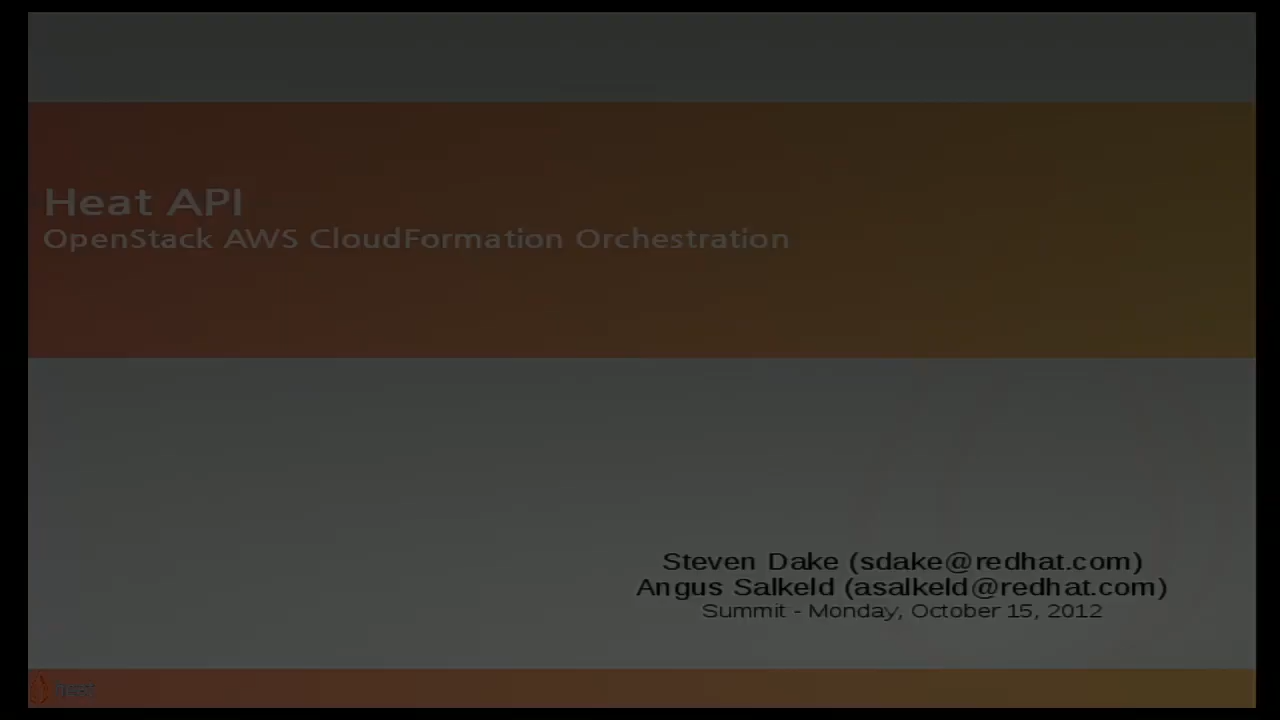 Heat API
OpenStack AWS CloudFormation Orchestration
Steven Dake (sdake@redhat.com)
Angus Salkeld (asalkeld@redhat.com)
Summit - Monday, October 15, 2012